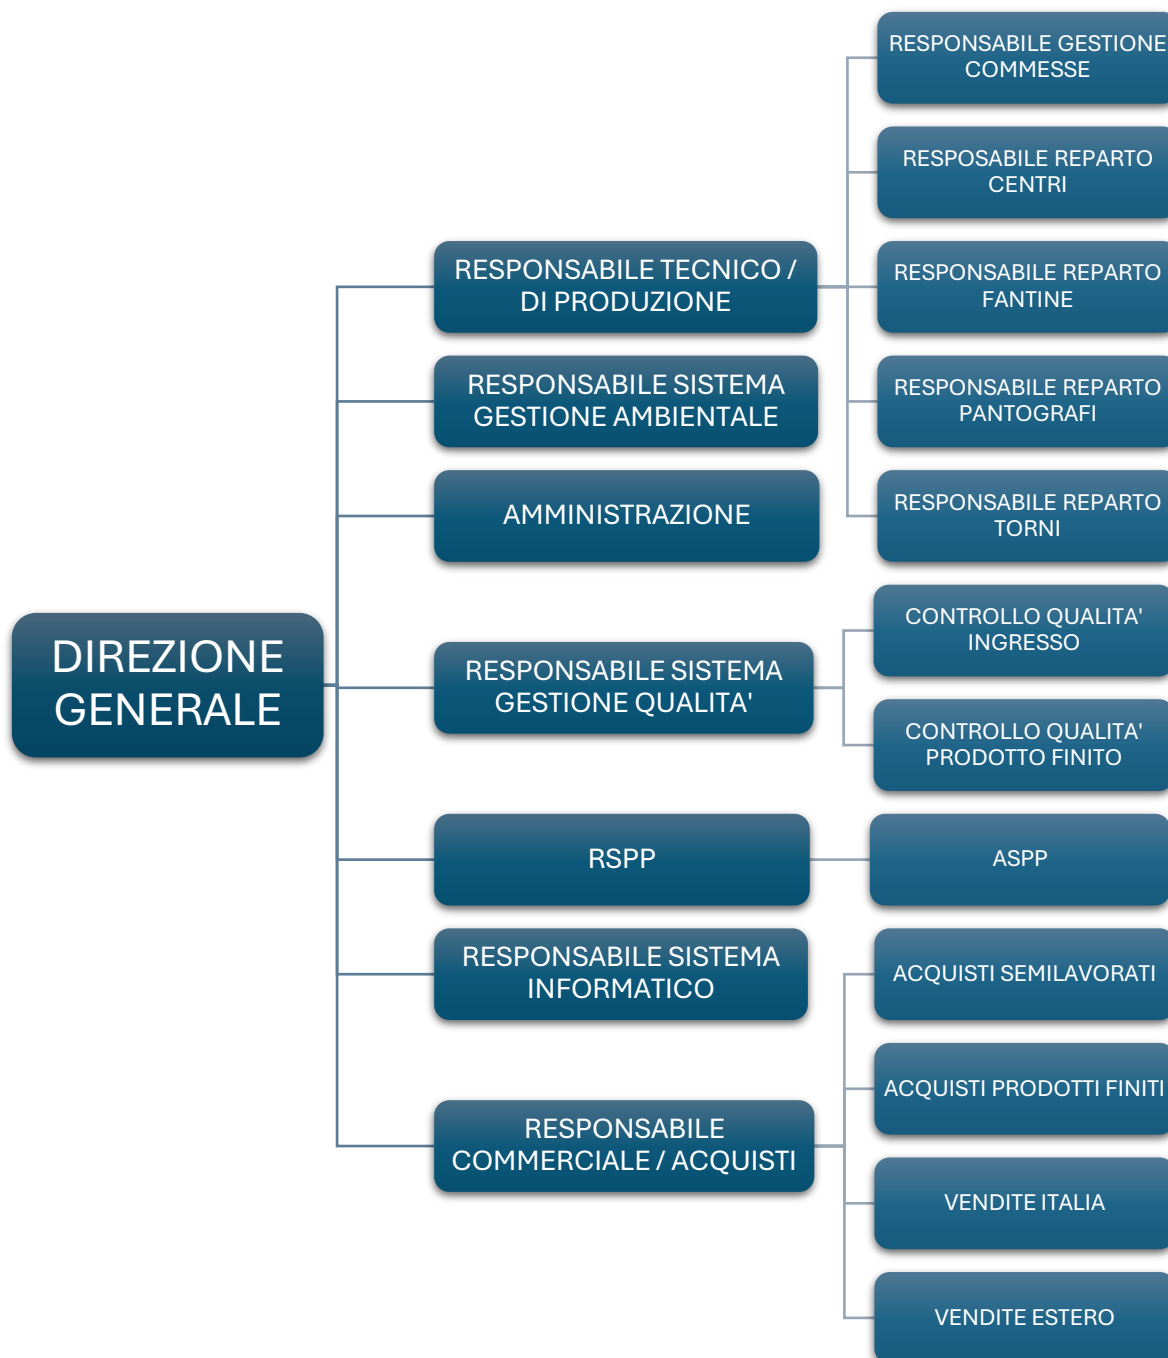 DIREZIONE
GENERALE
RESPONSABILE TECNICO /
DI PRODUZIONE
RESPONSABILE GESTIONE
COMMESSE
RESPOSABILE REPARTO
CENTRI
RESPONSABILE REPARTO
FANTINE
RESPONSABILE REPARTO
PANTOGRAFI
RESPONSABILE REPARTO
TORNI
RESPONSABILE SISTEMA
GESTIONE AMBIENTALE
AMMINISTRAZIONE
RESPONSABILE SISTEMA
GESTIONE QUALITA'
CONTROLLO QUALITA'
INGRESSO
CONTROLLO QUALITA'
PRODOTTO FINITO
RSPP
ASPP
RESPONSABILE SISTEMA
INFORMATICO
RESPONSABILE
COMMERCIALE / ACQUISTI
ACQUISTI SEMILAVORATI
ACQUISTI PRODOTTI FINITI
VENDITE ITALIA
VENDITE ESTERO